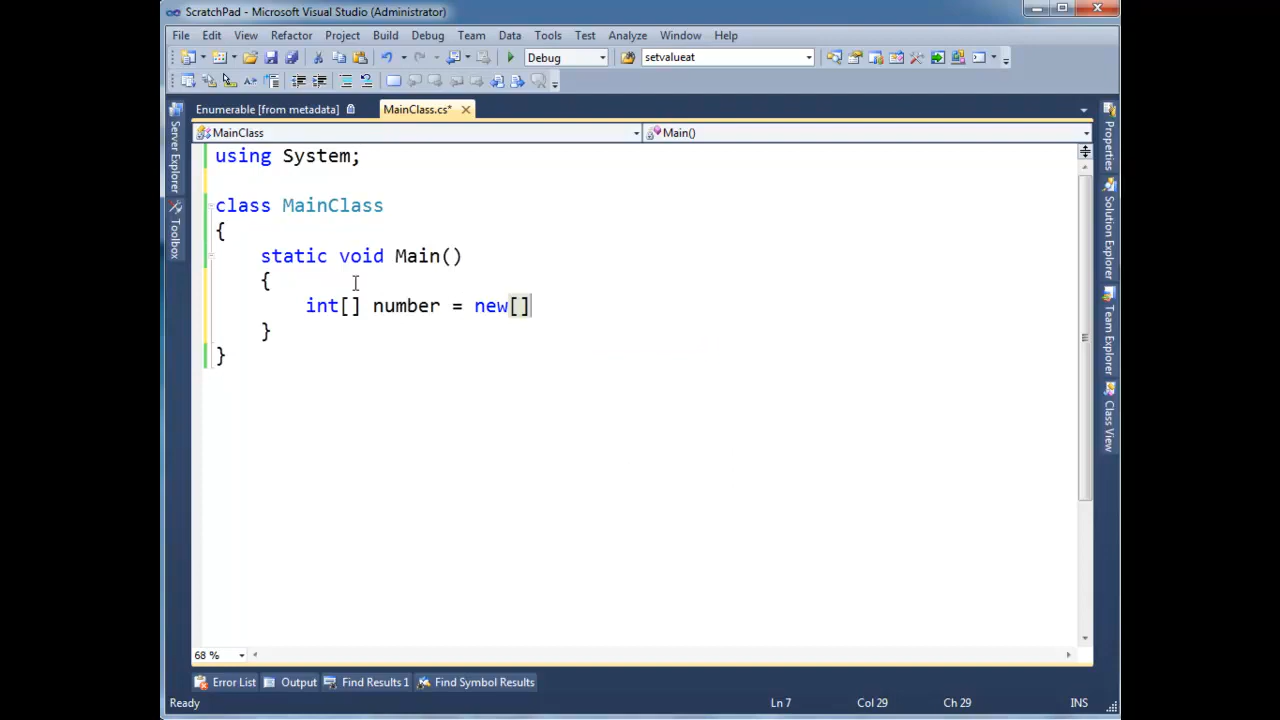 ScratchPad - Microsoft Visual Studio (Administrator)
File Edit View Refactor Project Build Debug Team Data Tools Test Analyze Window Help
Debug setvalueat
Enumerable [from metadata] MainClass.cs*
MainClass Main()
using System;
class MainClass
{
static void Main()
{
int[] number = new[]
}
}
68 %
Error List Output Find Results 1 Find Symbol Results
Ready Ln 7 Col 29 Ch 29 INS
Server Explorer
Toolbox
Properties
Solution Explorer
Team Explorer
Class View